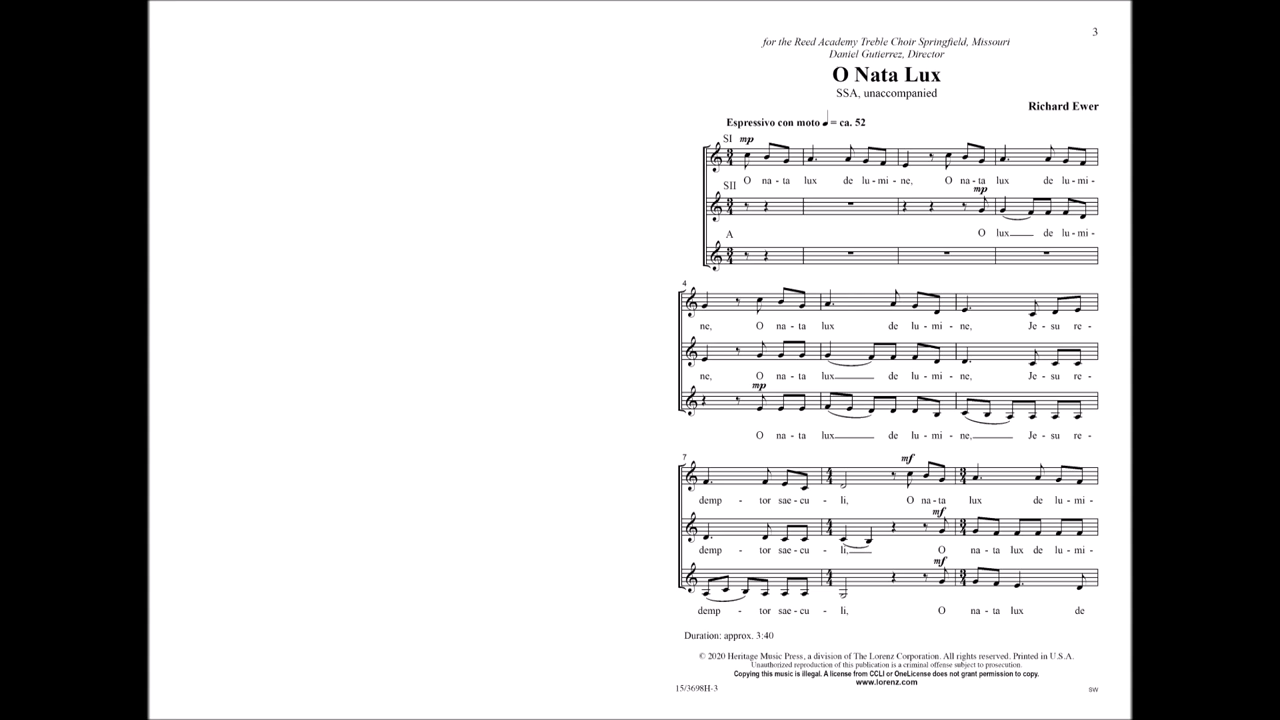 3
for the Reed Academy Treble Choir Springfield, Missouri
Daniel Gutierrez, Director
O Nata Lux
SSA, unaccompanied
Richard Ewer
Espressivo con moto ♩ = ca. 52
SI mp
O na - ta lux de lu - mi - ne, O na - ta lux de lu - mi -
SII mp
O lux de lu - mi -
A
4
ne, O na - ta lux de lu - mi - ne, Je - su re -
ne, O na - ta lux de lu - mi - ne, Je - su re -
mp
O na - ta lux de lu - mi - ne, Je - su re -
7
mf
demp - tor sae - cu - li, O na - ta lux de lu - mi -
mf
demp - tor sae - cu - li, O na - ta lux de lu - mi -
mf
demp - tor sae - cu - li, O na - ta lux de
Duration: approx. 3:40
© 2020 Heritage Music Press, a division of The Lorenz Corporation. All rights reserved. Printed in U.S.A.
Unauthorized reproduction of this publication is a criminal offense subject to prosecution.
Copying this music is illegal. A license from CCLI or OneLicense does not grant permission to copy.
www.lorenz.com
15/3698H-3
SW